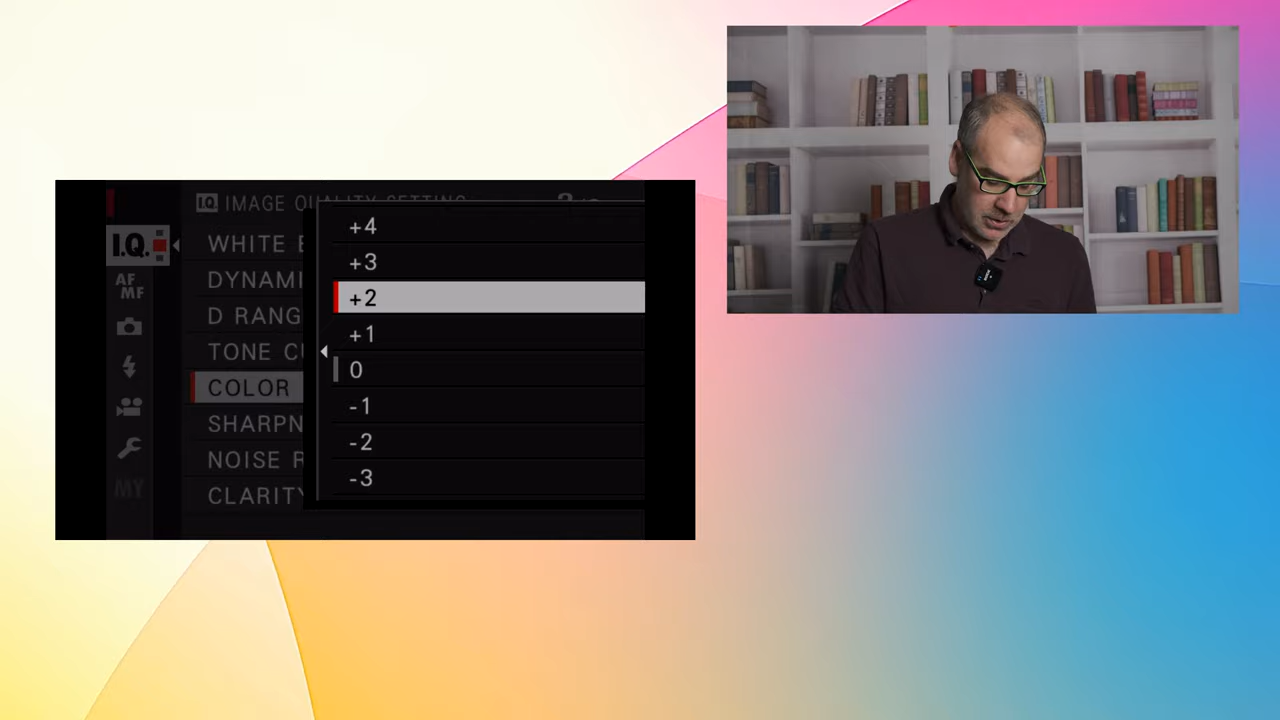 I.Q. IMAGE QUALITY SETTING
I.Q.
AF
MF
MY
WHITE
DYNAMI
D RANG
TONE
COLOR
SHARPN
NOISE R
CLARITY
+4
+3
+2
+1
0
-1
-2
-3